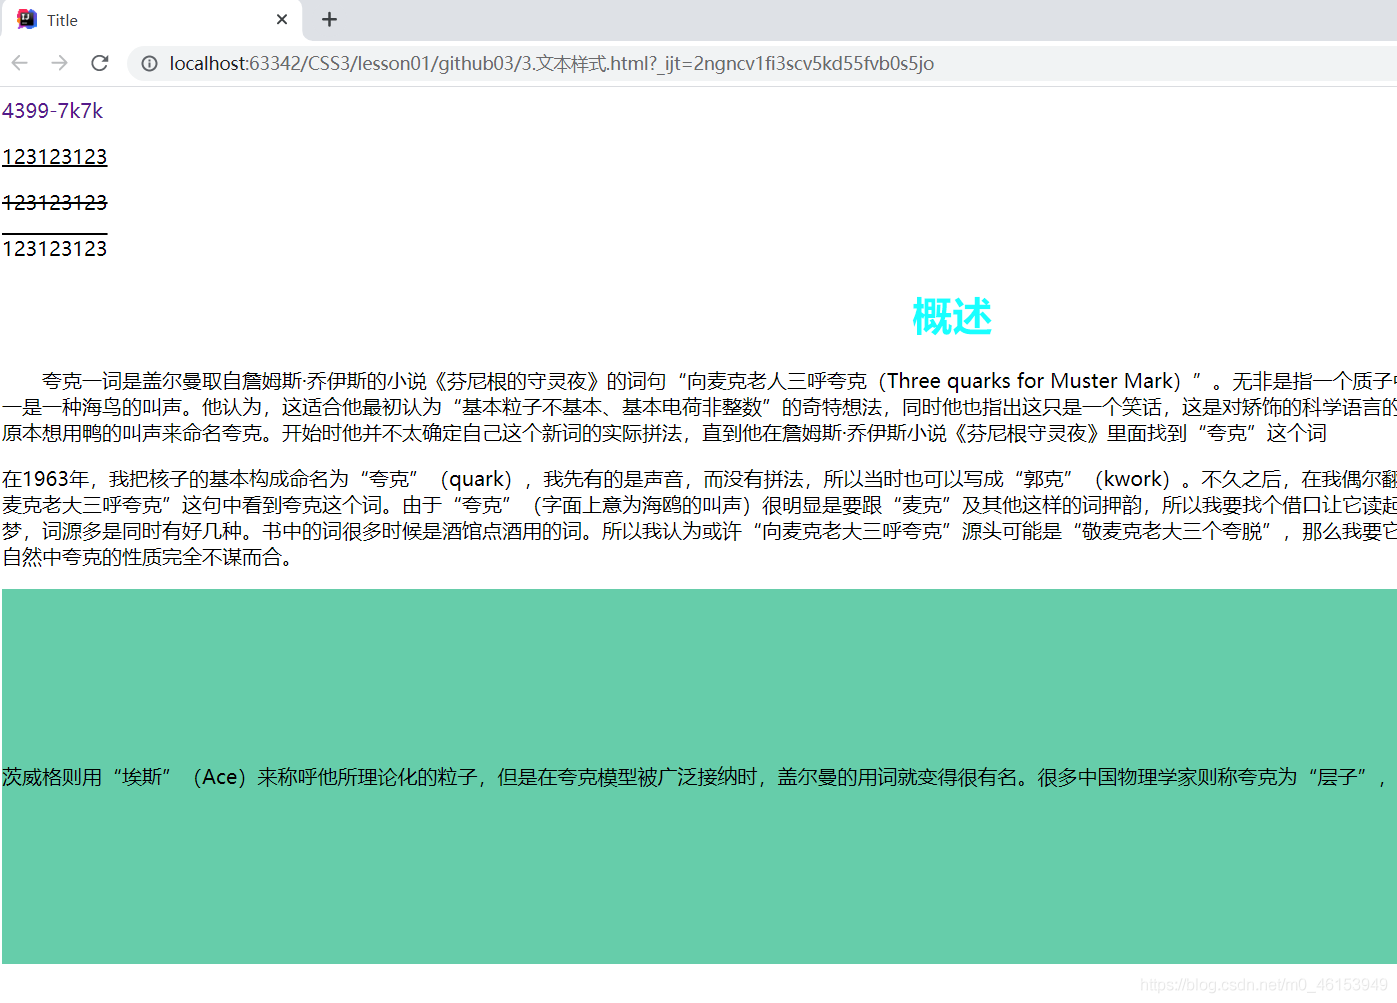 Title
localhost:63342/CSS3/lesson01/github03/3.文本样式.html?_ijt=2ngncv1fi3scv5kd55fvb0s5jo
4399-7k7k
123123123
123123123
123123123
概述
夸克一词是盖尔曼取自詹姆斯·乔伊斯的小说《芬尼根的守灵夜》的词句“向麦克老人三呼夸克（Three quarks for Muster Mark）”。无非是指一个质子中
一是一种海鸟的叫声。他认为，这适合他最初认为“基本粒子不基本、基本电荷非整数”的奇特想法，同时他也指出这只是一个笑话，这是对矫饰的科学语言的
原本想用鸭的叫声来命名夸克。开始时他并不太确定自己这个新词的实际拼法，直到他在詹姆斯·乔伊斯小说《芬尼根守灵夜》里面找到“夸克”这个词
在1963年，我把核子的基本构成命名为“夸克”（quark），我先有的是声音，而没有拼法，所以当时也可以写成“郭克”（kwork）。不久之后，在我偶尔翻
麦克老大三呼夸克”这句中看到夸克这个词。由于“夸克”（字面上意为海鸥的叫声）很明显是要跟“麦克”及其他这样的词押韵，所以我要找个借口让它读起
梦，词源多是同时有好几种。书中的词很多时候是酒馆点酒用的词。所以我认为或许“向麦克老大三呼夸克”源头可能是“敬麦克老大三个夸脱”，那么我要它
自然中夸克的性质完全不谋而合。
茨威格则用“埃斯”（Ace）来称呼他所理论化的粒子，但是在夸克模型被广泛接纳时，盖尔曼的用词就变得很有名。很多中国物理学家则称夸克为“层子”，
https://blog.csdn.net/m0_46153949